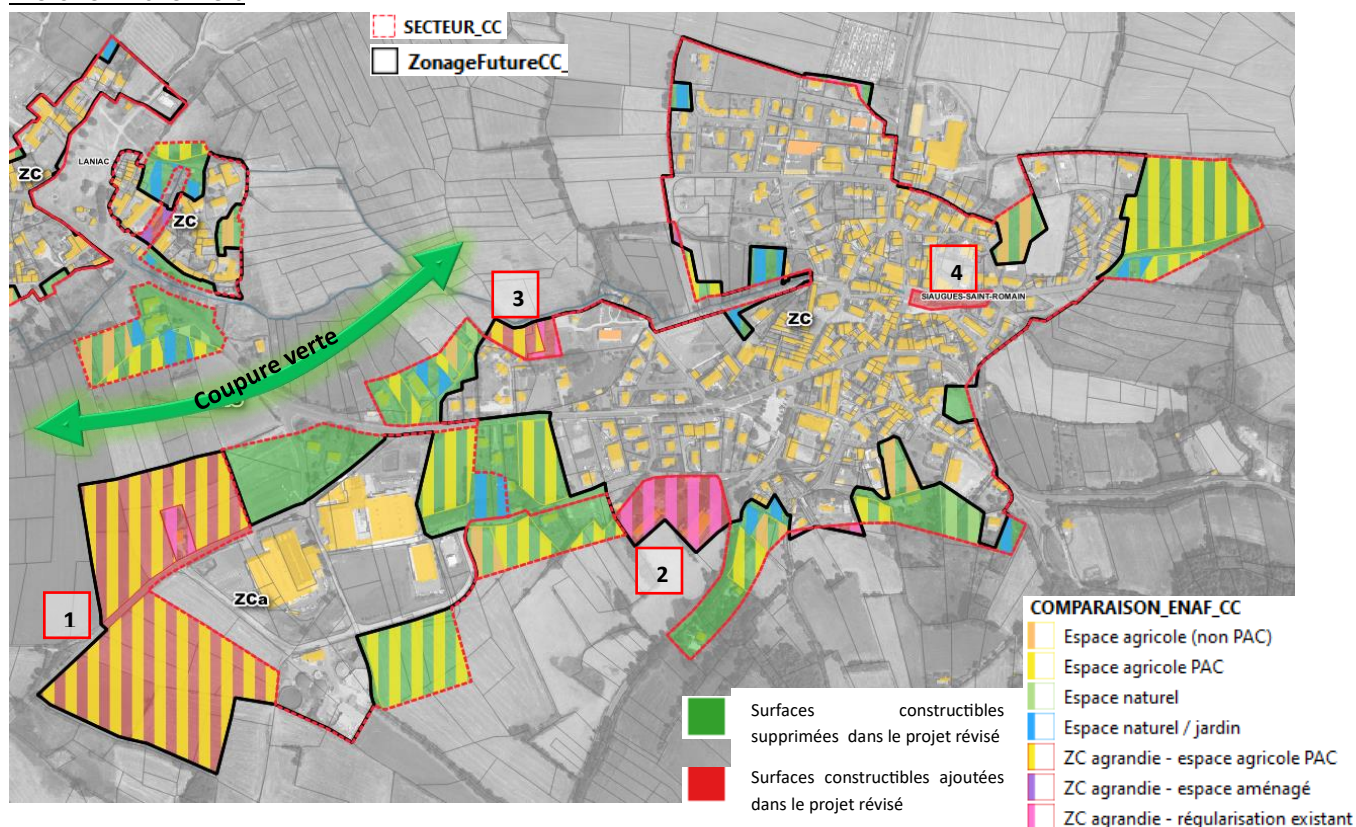 SECTEUR_CC
ZonageFutureCC_
LANIAC
ZC
ZC
3
4
SIAUGUES-SAINT-ROMAIN
ZC
Coupure verte
2
1
ZCa
COMPARAISON_ENAF_CC
Espace agricole (non PAC)
Espace agricole PAC
Espace naturel
Espace naturel / jardin
ZC agrandie - espace agricole PAC
ZC agrandie - espace aménagé
ZC agrandie - régularisation existant
Surfaces constructibles
supprimées dans le projet révisé
Surfaces constructibles ajoutées
dans le projet révisé